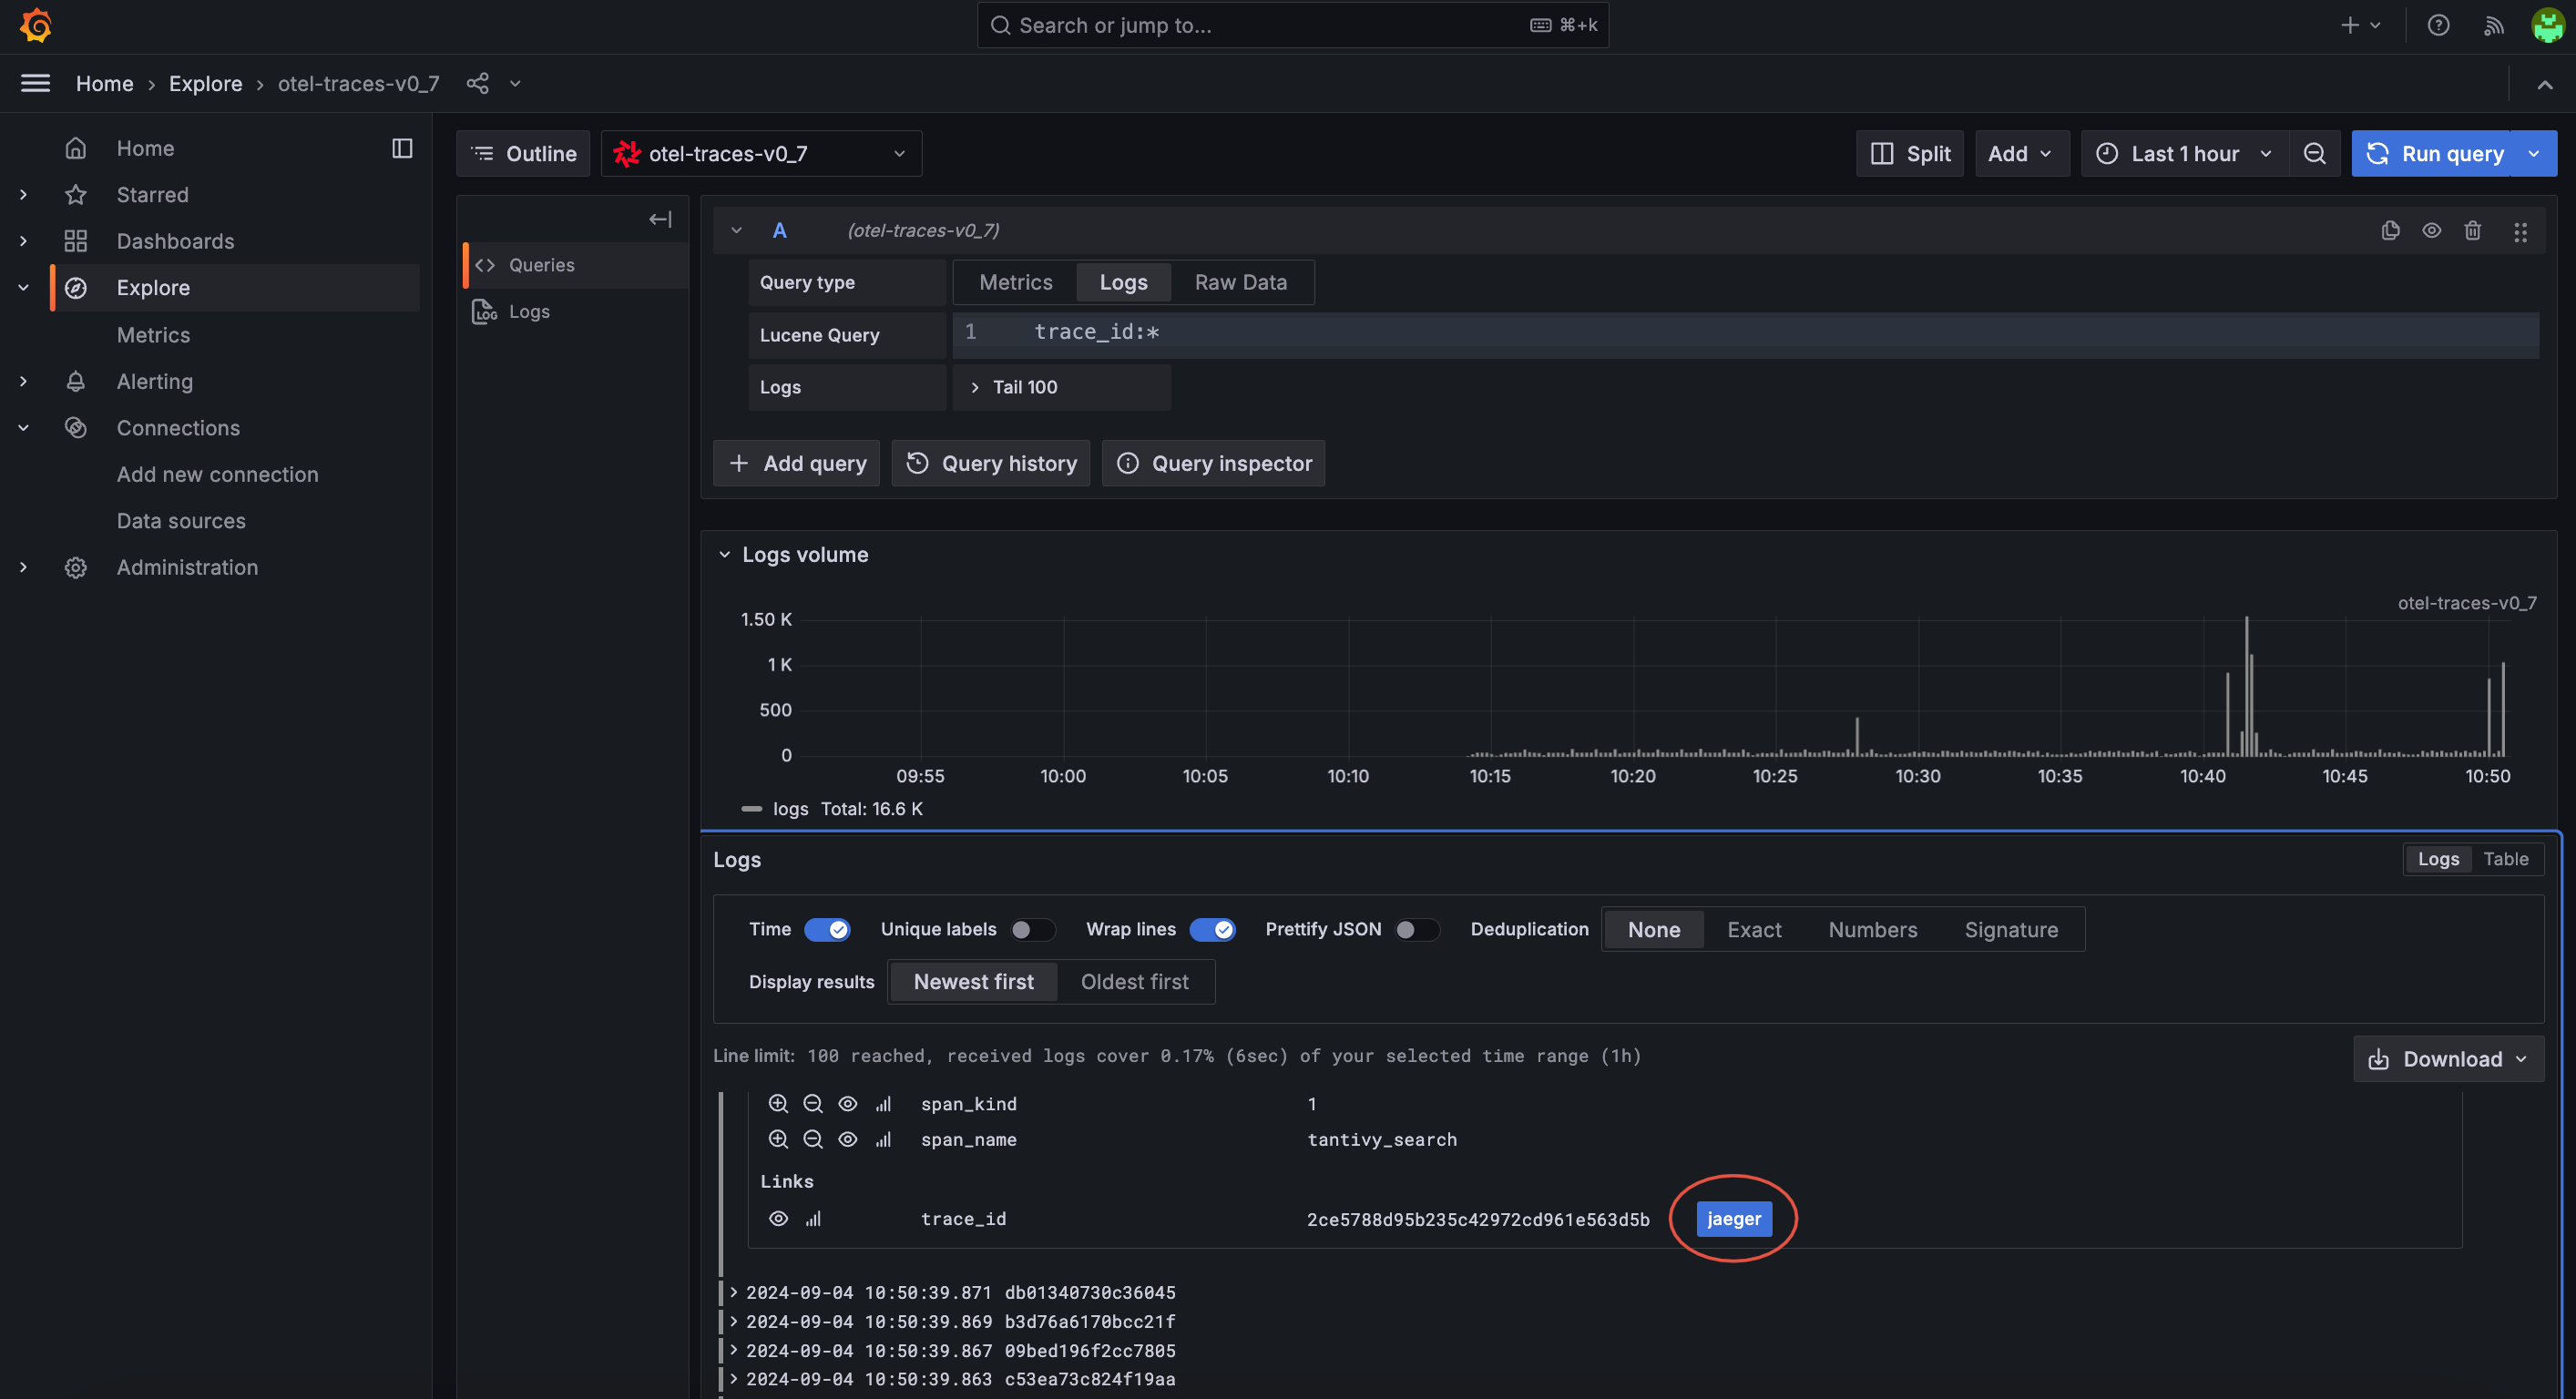 Search or jump to... ⌘+k
Home › Explore › otel-traces-v0_7
Home
Starred
Dashboards
Explore
Metrics
Alerting
Connections
Add new connection
Data sources
Administration
Outline otel-traces-v0_7 Split Add Last 1 hour Run query
Queries
LOG Logs
A (otel-traces-v0_7)
Query type Metrics Logs Raw Data
Lucene Query 1 trace_id:*
Logs Tail 100
+ Add query Query history Query inspector
Logs volume
otel-traces-v0_7
1.50 K
1 K
500
0
09:55 10:00 10:05 10:10 10:15 10:20 10:25 10:30 10:35 10:40 10:45 10:50
logs Total: 16.6 K
Logs Logs Table
Time Unique labels Wrap lines Prettify JSON Deduplication None Exact Numbers Signature
Display results Newest first Oldest first
Line limit: 100 reached, received logs cover 0.17% (6sec) of your selected time range (1h)
Download
span_kind 1
span_name tantivy_search
Links
trace_id 2ce5788d95b235c42972cd961e563d5b jaeger
2024-09-04 10:50:39.871 db01340730c36045
2024-09-04 10:50:39.869 b3d76a6170bcc21f
2024-09-04 10:50:39.867 09bed196f2cc7805
2024-09-04 10:50:39.863 c53ea73c824f19aa